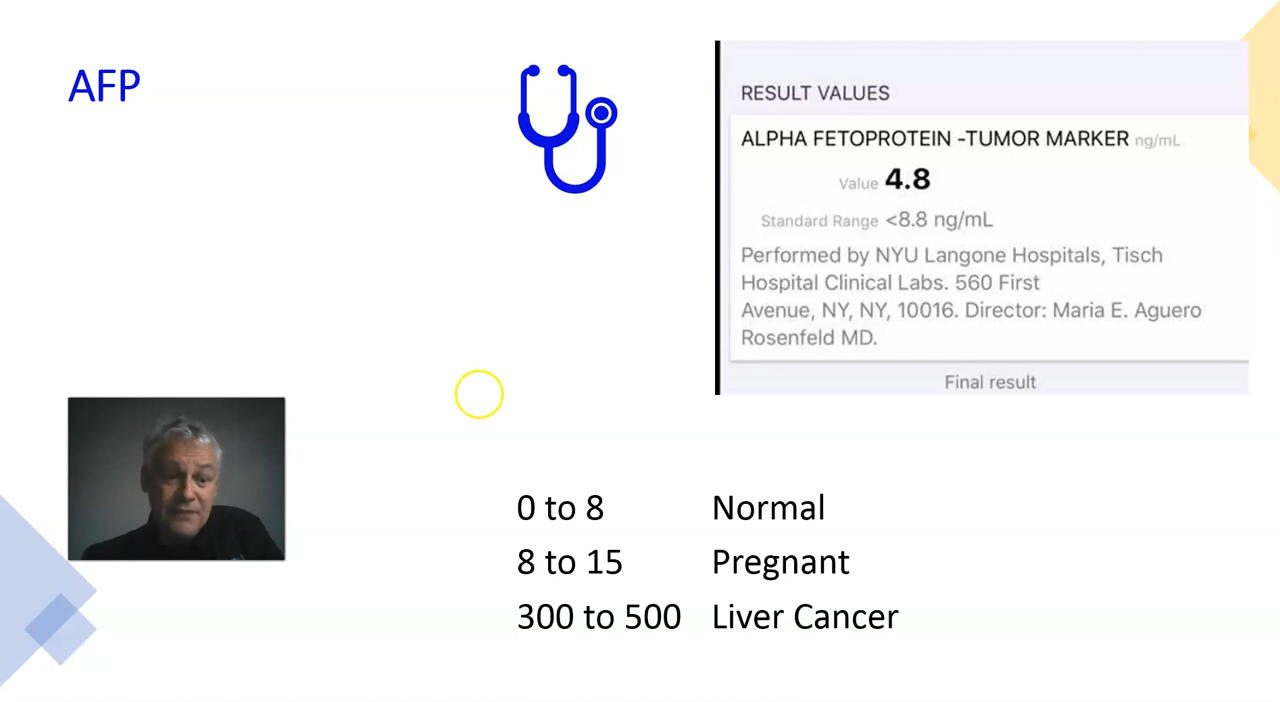 AFP
RESULT VALUES
ALPHA FETOPROTEIN -TUMOR MARKER ng/mL
Value 4.8
Standard Range <8.8 ng/mL
Performed by NYU Langone Hospitals, Tisch
Hospital Clinical Labs. 560 First
Avenue, NY, NY, 10016. Director: Maria E. Aguero
Rosenfeld MD.
Final result
0 to 8 Normal
8 to 15 Pregnant
300 to 500 Liver Cancer